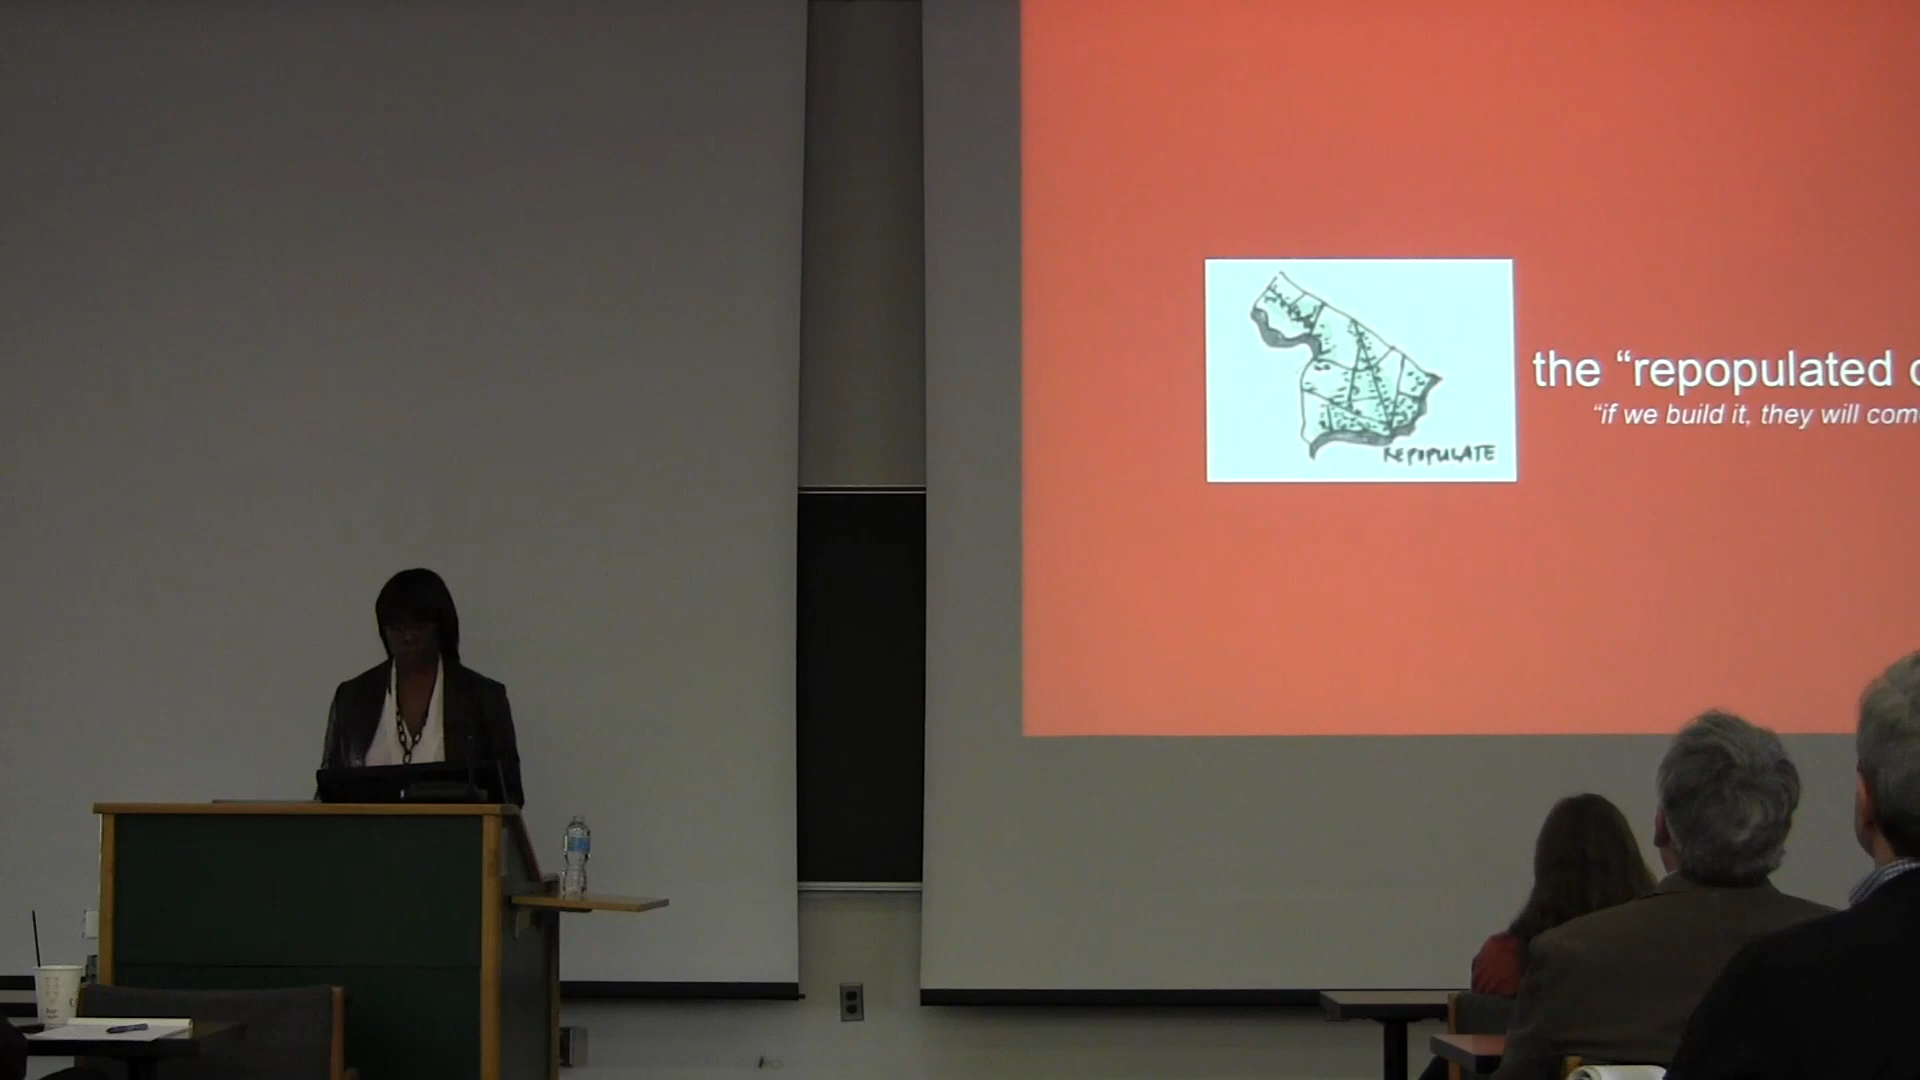 the “repopulated
“if we build it, they will com
REPOPULATE